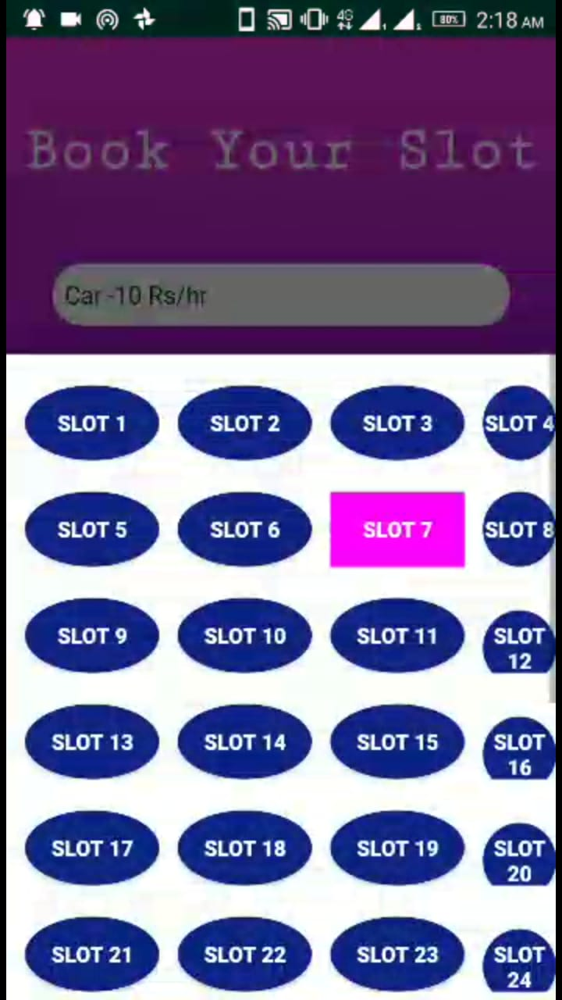 4G 1 2 80% 2:18 AM
Book Your Slot
Car -10 Rs/hr
SLOT 1 SLOT 2 SLOT 3 SLOT 4
SLOT 5 SLOT 6 SLOT 7 SLOT 8
SLOT 9 SLOT 10 SLOT 11 SLOT
12
SLOT 13 SLOT 14 SLOT 15 SLOT
16
SLOT 17 SLOT 18 SLOT 19 SLOT
20
SLOT 21 SLOT 22 SLOT 23 SLOT
24